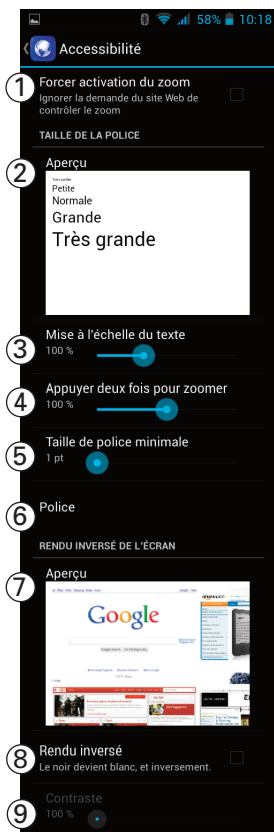 58% 10:18
Accessibilité
1 Forcer activation du zoom
Ignorer la demande du site Web de
contrôler le zoom
TAILLE DE LA POLICE
2 Aperçu
Très petite
Petite
Normale
Grande
Très grande
3 Mise à l'échelle du texte
100 %
4 Appuyer deux fois pour zoomer
100 %
5 Taille de police minimale
1 pt
6 Police
RENDU INVERSÉ DE L'ÉCRAN
7 Aperçu
Google
8 Rendu inversé
Le noir devient blanc, et inversement.
9 Contraste
100 %